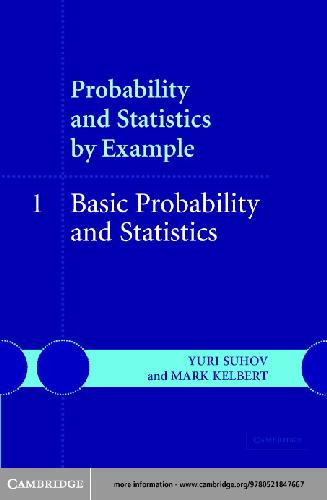 Probability
and Statistics
by Example
1 Basic Probability
and Statistics
YURI SUHOV
and MARK KELBERT
CAMBRIDGE
CAMBRIDGE more information - www.cambridge.org/9780521847667